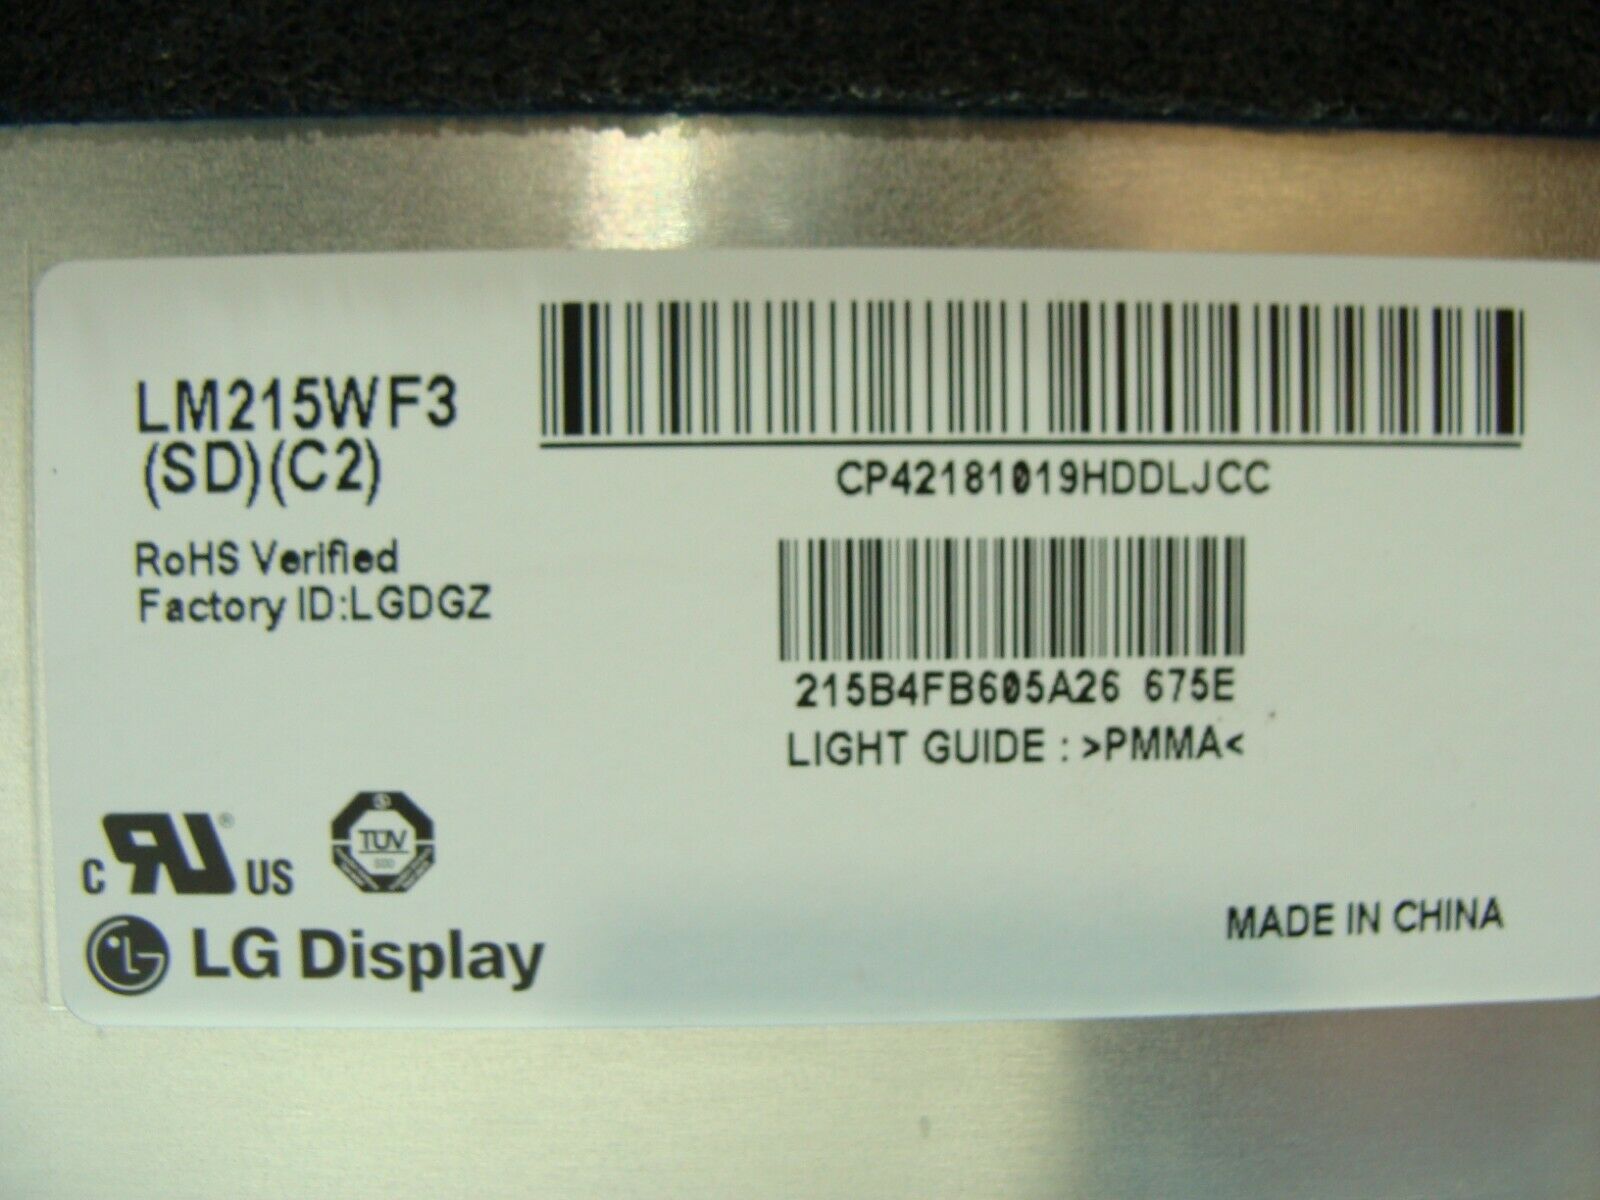 LM215WF3
(SD)(C2)
RoHS Verified
Factory ID:LGDGZ
CP42181019HDDLJCC
215B4FB605A26 675E
LIGHT GUIDE : >PMMA<
c RU ® US
TÜV
LG Display
MADE IN CHINA